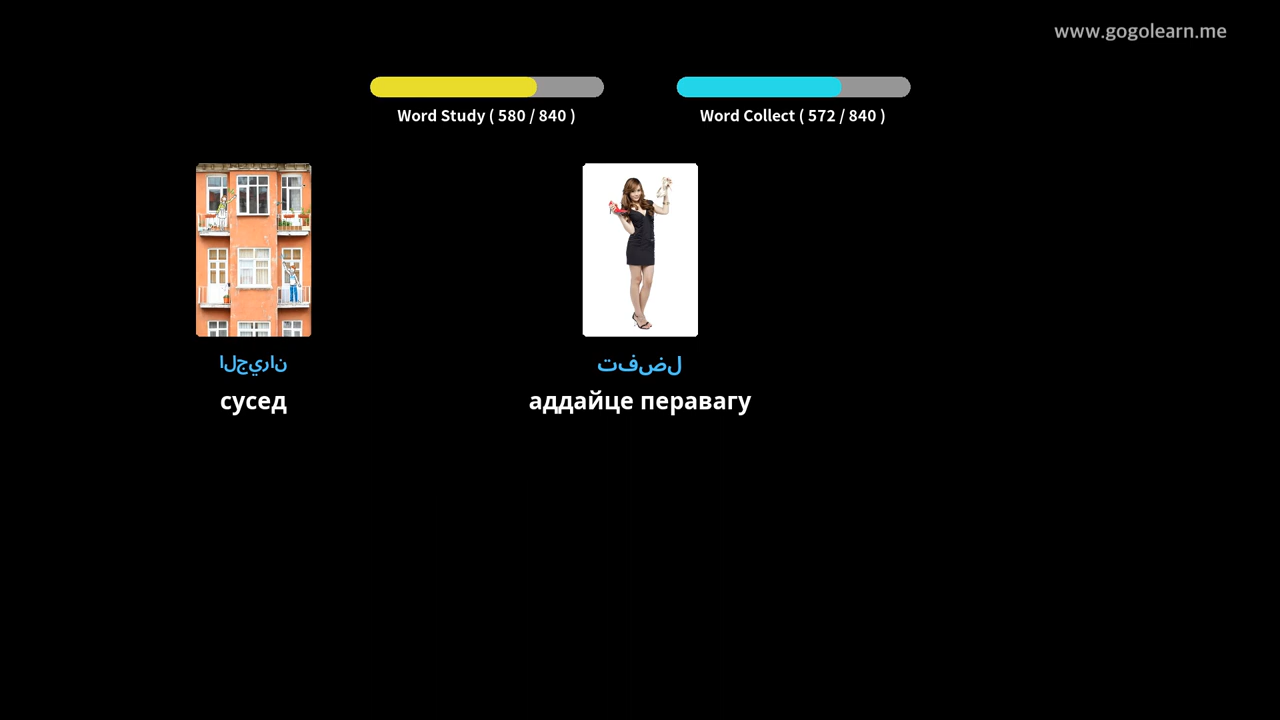 www.gogolearn.me
Word Study ( 580 / 840 )
Word Collect ( 572 / 840 )
الجيران
تفضل
сусед
аддайце перавагу